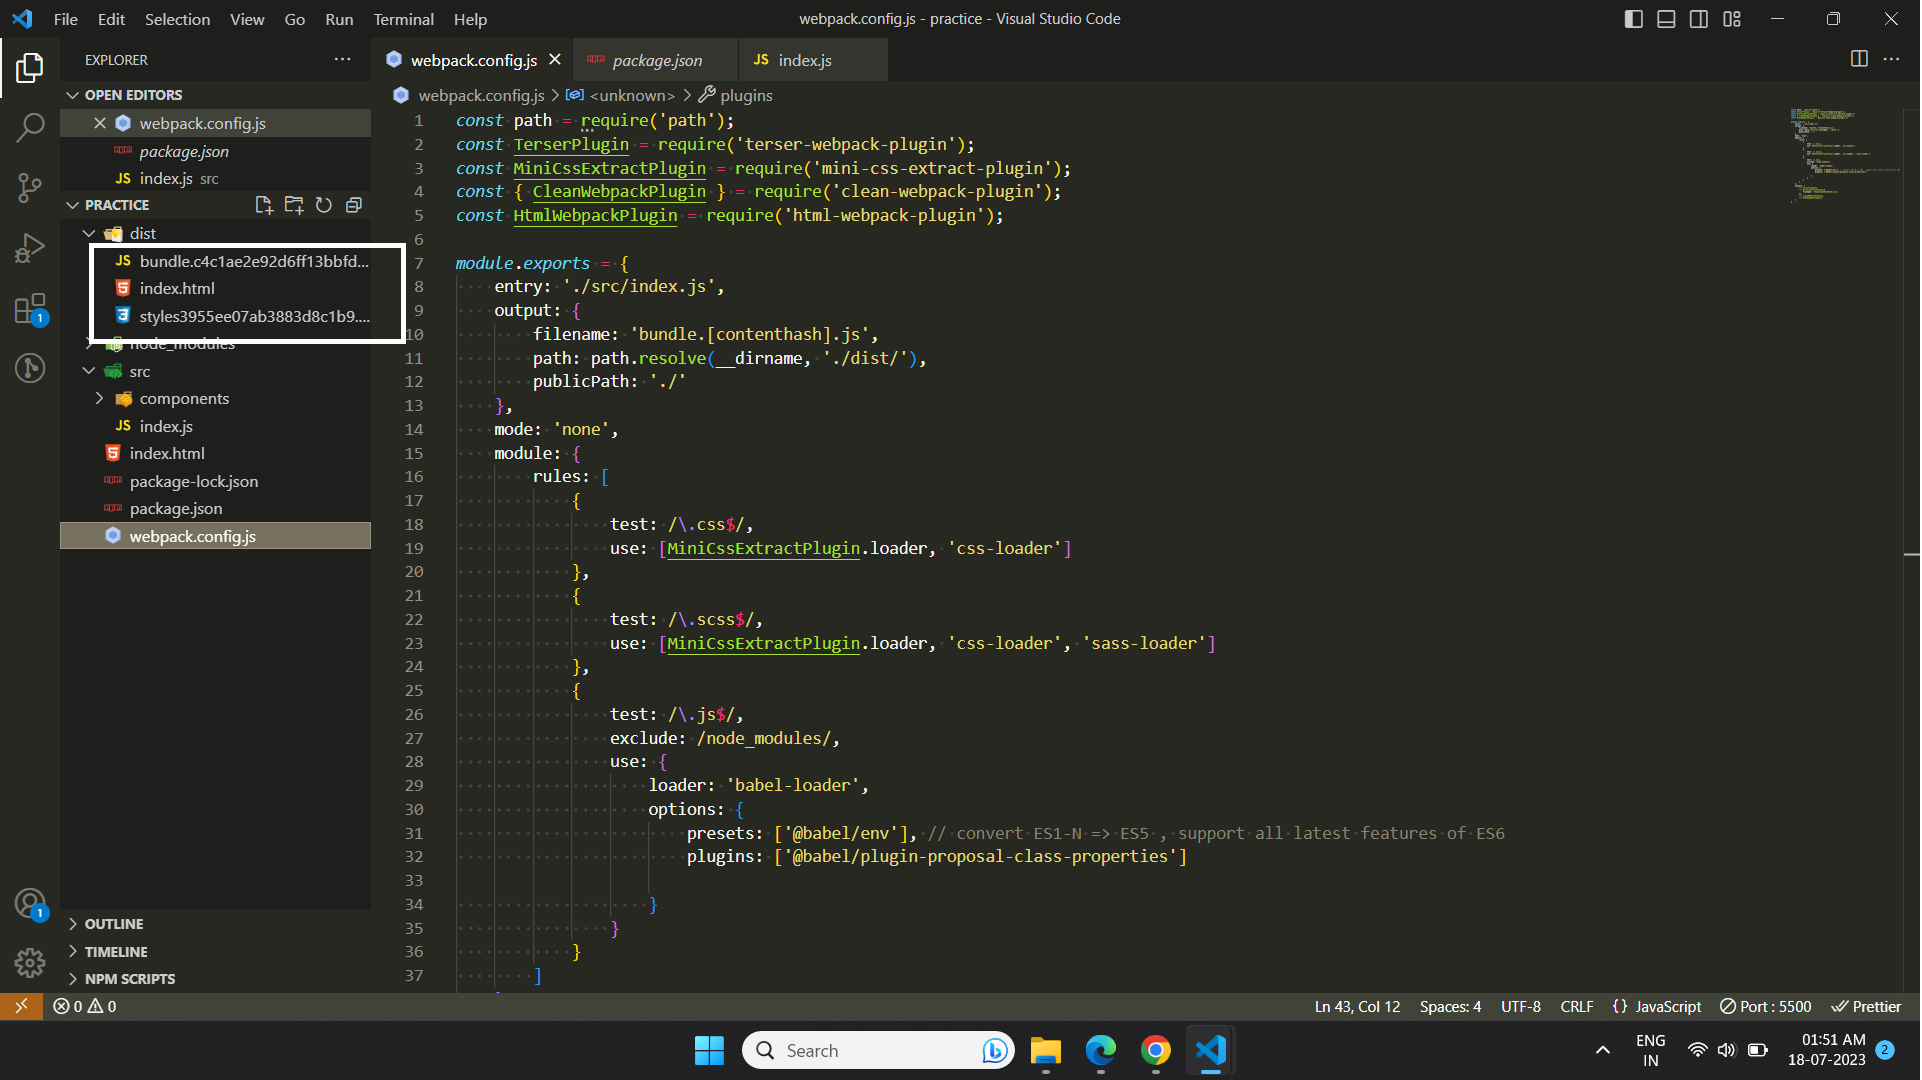 File Edit Selection View Go Run Terminal Help
webpack.config.js - practice - Visual Studio Code
EXPLORER
OPEN EDITORS
webpack.config.js
package.json
index.js src
PRACTICE
dist
bundle.c4c1ae2e92d6ff13bbfd...
index.html
styles3955ee07ab3883d8c1b9....
node_modules
src
components
index.js
index.html
package-lock.json
package.json
webpack.config.js
OUTLINE
TIMELINE
NPM SCRIPTS
1
1
webpack.config.js package.json JS index.js
webpack.config.js > <unknown> > plugins
1 const path = require('path');
2 const TerserPlugin = require('terser-webpack-plugin');
3 const MiniCssExtractPlugin = require('mini-css-extract-plugin');
4 const { CleanWebpackPlugin } = require('clean-webpack-plugin');
5 const HtmlWebpackPlugin = require('html-webpack-plugin');
6
7 module.exports = {
8     entry: './src/index.js',
9     output: {
10         filename: 'bundle.[contenthash].js',
11         path: path.resolve(__dirname, './dist/'),
12         publicPath: './'
13     },
14     mode: 'none',
15     module: {
16         rules: [
17             {
18                 test: /\.css$/,
19                 use: [MiniCssExtractPlugin.loader, 'css-loader']
20             },
21             {
22                 test: /\.scss$/,
23                 use: [MiniCssExtractPlugin.loader, 'css-loader', 'sass-loader']
24             },
25             {
26                 test: /\.js$/,
27                 exclude: /node_modules/,
28                 use: {
29                     loader: 'babel-loader',
30                     options: {
31                         presets: ['@babel/env'], // convert ES1-N => ES5 , support all latest features of ES6
32                         plugins: ['@babel/plugin-proposal-class-properties']
33
34                     }
35                 }
36             }
37         ]
0 0 Ln 43, Col 12 Spaces: 4 UTF-8 CRLF {} JavaScript Port : 5500 Prettier
Search
ENG
IN
01:51 AM
18-07-2023
2